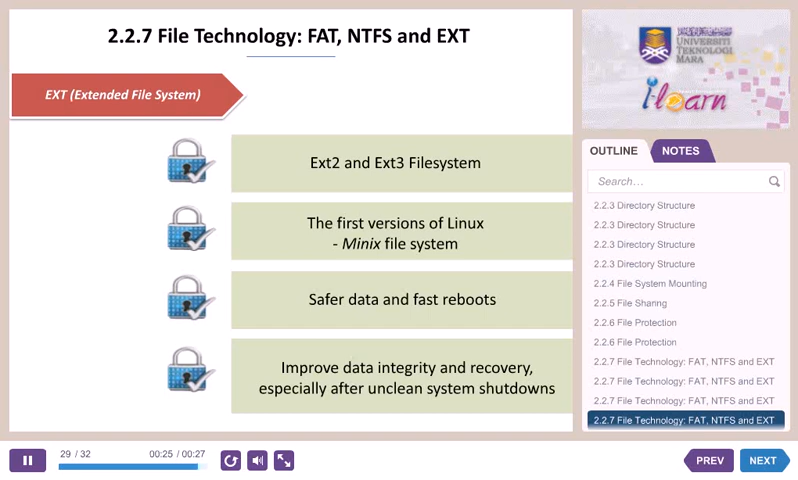 2.2.7 File Technology: FAT, NTFS and EXT
EXT (Extended File System)
Ext2 and Ext3 Filesystem
The first versions of Linux
- Minix file system
Safer data and fast reboots
Improve data integrity and recovery,
especially after unclean system shutdowns
UNIVERSITI
TEKNOLOGI
MARA
i-learn
OUTLINE
NOTES
Search...
2.2.3 Directory Structure
2.2.3 Directory Structure
2.2.3 Directory Structure
2.2.3 Directory Structure
2.2.4 File System Mounting
2.2.5 File Sharing
2.2.6 File Protection
2.2.6 File Protection
2.2.7 File Technology: FAT, NTFS and EXT
2.2.7 File Technology: FAT, NTFS and EXT
2.2.7 File Technology: FAT, NTFS and EXT
2.2.7 File Technology: FAT, NTFS and EXT
29 / 32
00:25 / 00:27
PREV
NEXT